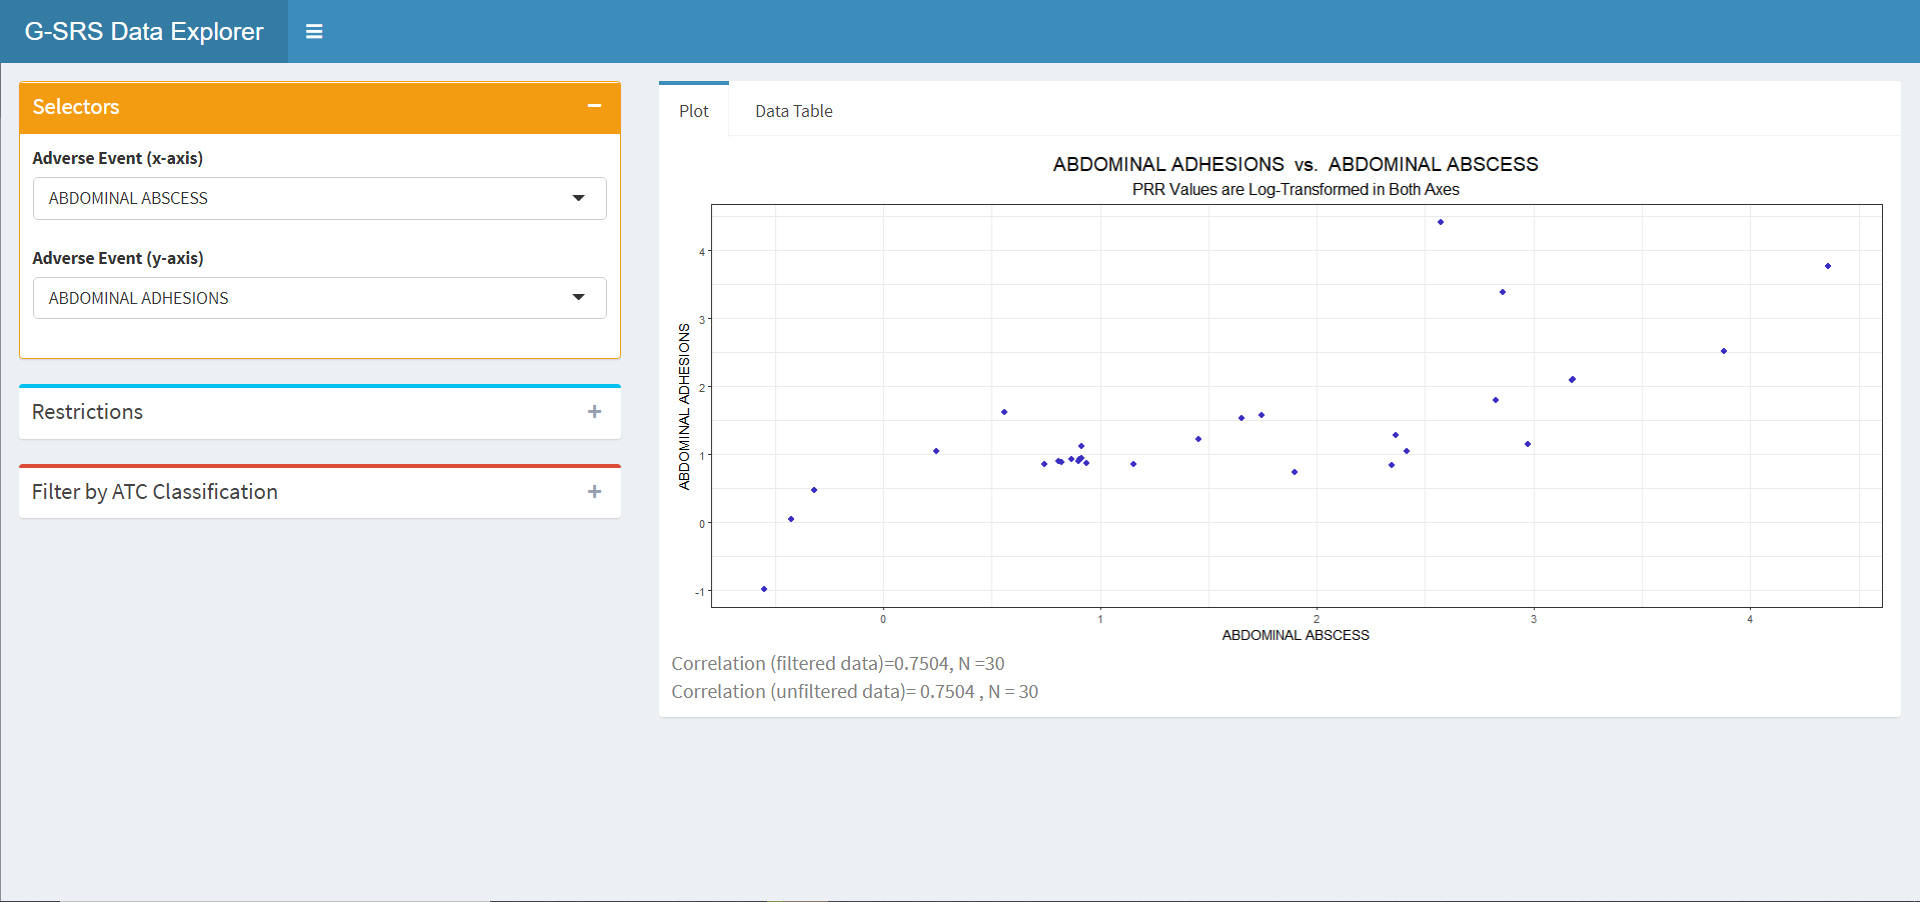 G-SRS Data Explorer
Selectors
Adverse Event (x-axis)
ABDOMINAL ABSCESS
Adverse Event (y-axis)
ABDOMINAL ADHESIONS
Restrictions
Filter by ATC Classification
Plot
Data Table
ABDOMINAL ADHESIONS vs. ABDOMINAL ABSCESS
PRR Values are Log-Transformed in Both Axes
ABDOMINAL ADHESIONS
4
3
2
1
0
-1
0
1
2
3
4
ABDOMINAL ABSCESS
Correlation (filtered data)=0.7504, N =30
Correlation (unfiltered data)= 0.7504 , N = 30